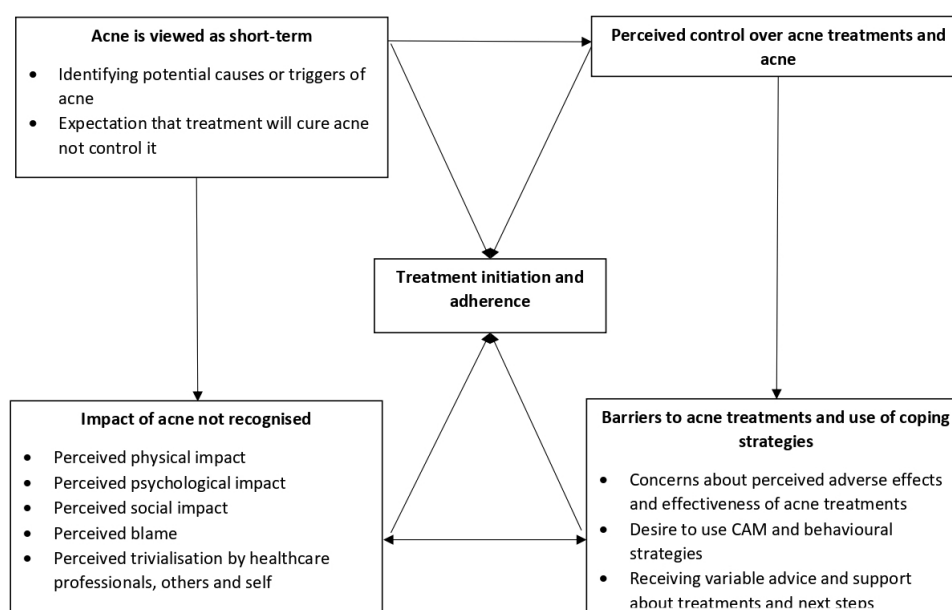 Acne is viewed as short-term
• Identifying potential causes or triggers of
acne
• Expectation that treatment will cure acne
not control it
Perceived control over acne treatments and
acne
Treatment initiation and
adherence
Impact of acne not recognised
• Perceived physical impact
• Perceived psychological impact
• Perceived social impact
• Perceived blame
• Perceived trivialisation by healthcare
professionals, others and self
Barriers to acne treatments and use of coping
strategies
• Concerns about perceived adverse effects
and effectiveness of acne treatments
• Desire to use CAM and behavioural
strategies
• Receiving variable advice and support
about treatments and next steps